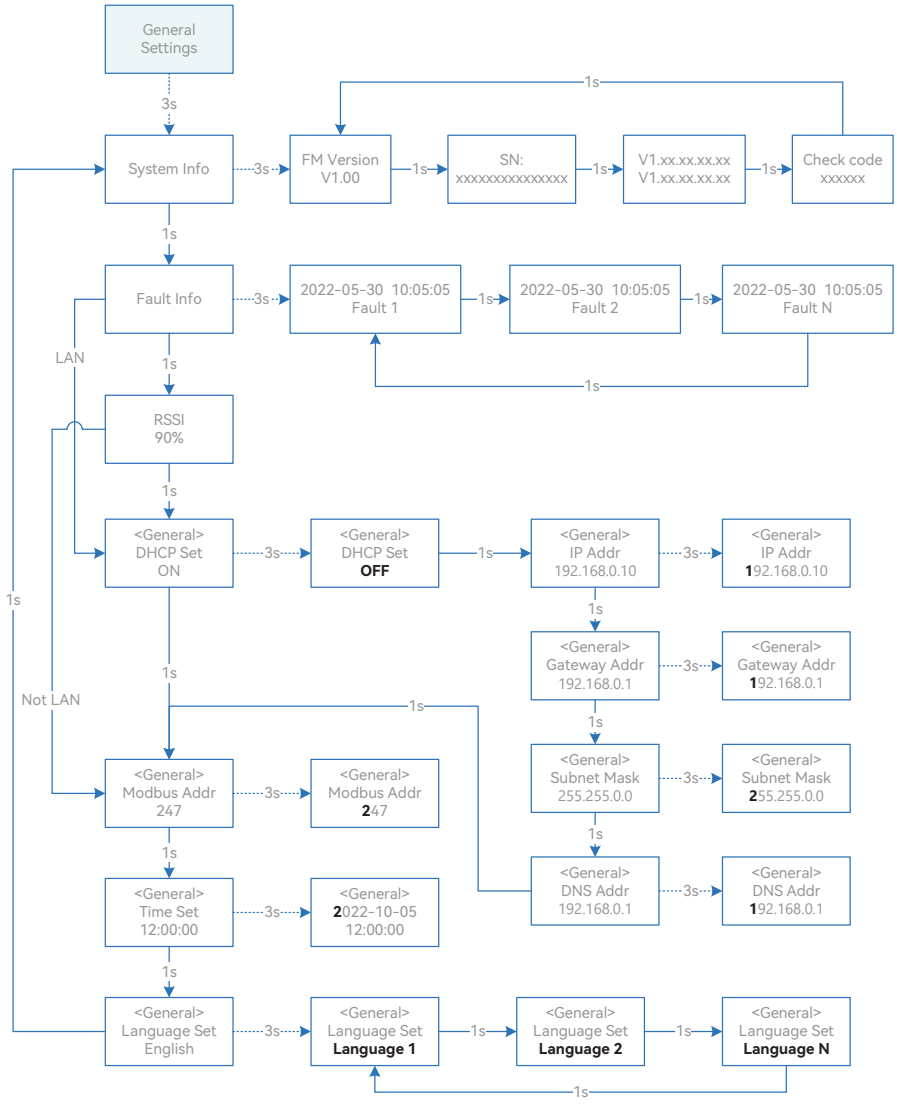 General
Settings
3s
1s
System Info
3s
FM Version
V1.00
1s
SN:
xxxxxxxxxxxxxxx
1s
V1.xx.xx.xx.xx
V1.xx.xx.xx.xx
1s
Check code
xxxxxx
1s
Fault Info
3s
2022-05-30 10:05:05
Fault 1
1s
2022-05-30 10:05:05
Fault 2
1s
2022-05-30 10:05:05
Fault N
LAN
1s
1s
RSSI
90%
1s
<General>
DHCP Set
ON
3s
<General>
DHCP Set
OFF
1s
<General>
IP Addr
192.168.0.10
3s
<General>
IP Addr
192.168.0.10
1s
1s
<General>
Gateway Addr
192.168.0.1
3s
<General>
Gateway Addr
192.168.0.1
1s
Not LAN
1s
1s
<General>
Modbus Addr
247
3s
<General>
Modbus Addr
247
<General>
Subnet Mask
255.255.0.0
3s
<General>
Subnet Mask
255.255.0.0
1s
1s
<General>
Time Set
12:00:00
3s
<General>
2022-10-05
12:00:00
<General>
DNS Addr
192.168.0.1
3s
<General>
DNS Addr
192.168.0.1
1s
<General>
Language Set
English
3s
<General>
Language Set
Language 1
1s
<General>
Language Set
Language 2
1s
<General>
Language Set
Language N
1s